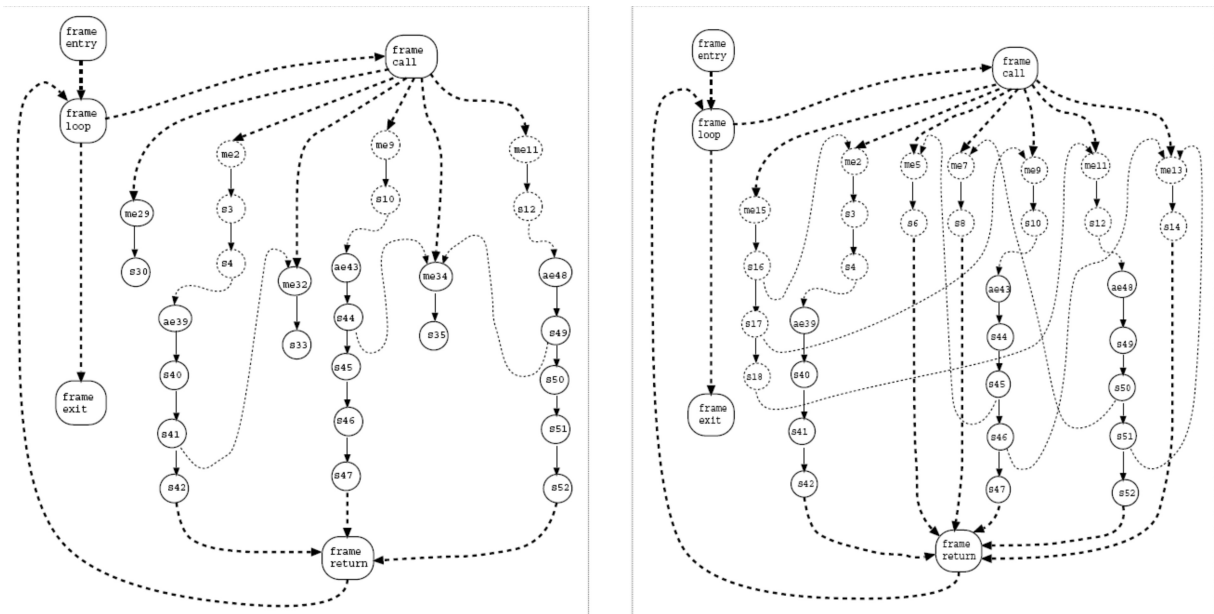 frame
entry
frame
call
frame
loop
me9
me11
me2
s10
s12
me29
s3
s4
s30
ae43
me34
ae48
me32
ae39
s44
s49
s35
s33
s45
s50
s40
frame
exit
s46
s51
s41
s47
s42
s52
frame
return
frame
entry
frame
call
frame
loop
me2
me5
me7
me9
me11
me13
me15
s3
s6
s8
s10
s12
s14
s16
s4
ae43
ae48
s17
ae39
s44
s49
s18
s40
s45
s50
frame
exit
s41
s46
s51
s42
s47
s52
frame
return